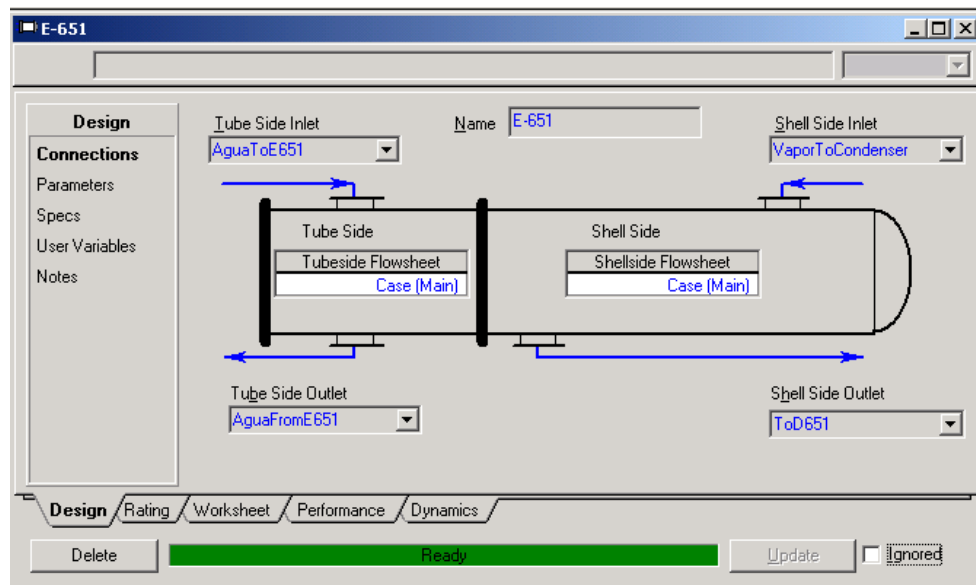 E-651
Design
Connections
Parameters
Specs
User Variables
Notes
Tube Side Inlet
AguaToE651
Name E-651
Shell Side Inlet
VaporToCondenser
Tube Side
Tubeside Flowsheet
Case (Main)
Shell Side
Shellside Flowsheet
Case (Main)
Tube Side Outlet
AguaFromE651
Shell Side Outlet
ToD651
Design Rating Worksheet Performance Dynamics
Delete Ready Update Ignored